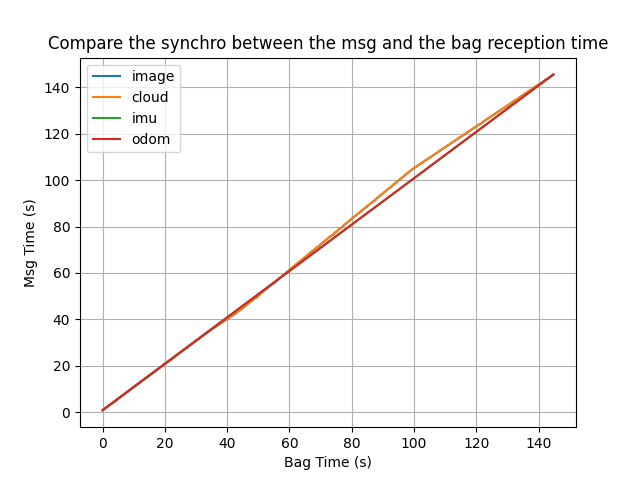 Compare the synchro between the msg and the bag reception time
image
cloud
imu
odom
140
120
100
80
60
40
20
0
Msg Time (s)
0 20 40 60 80 100 120 140
Bag Time (s)